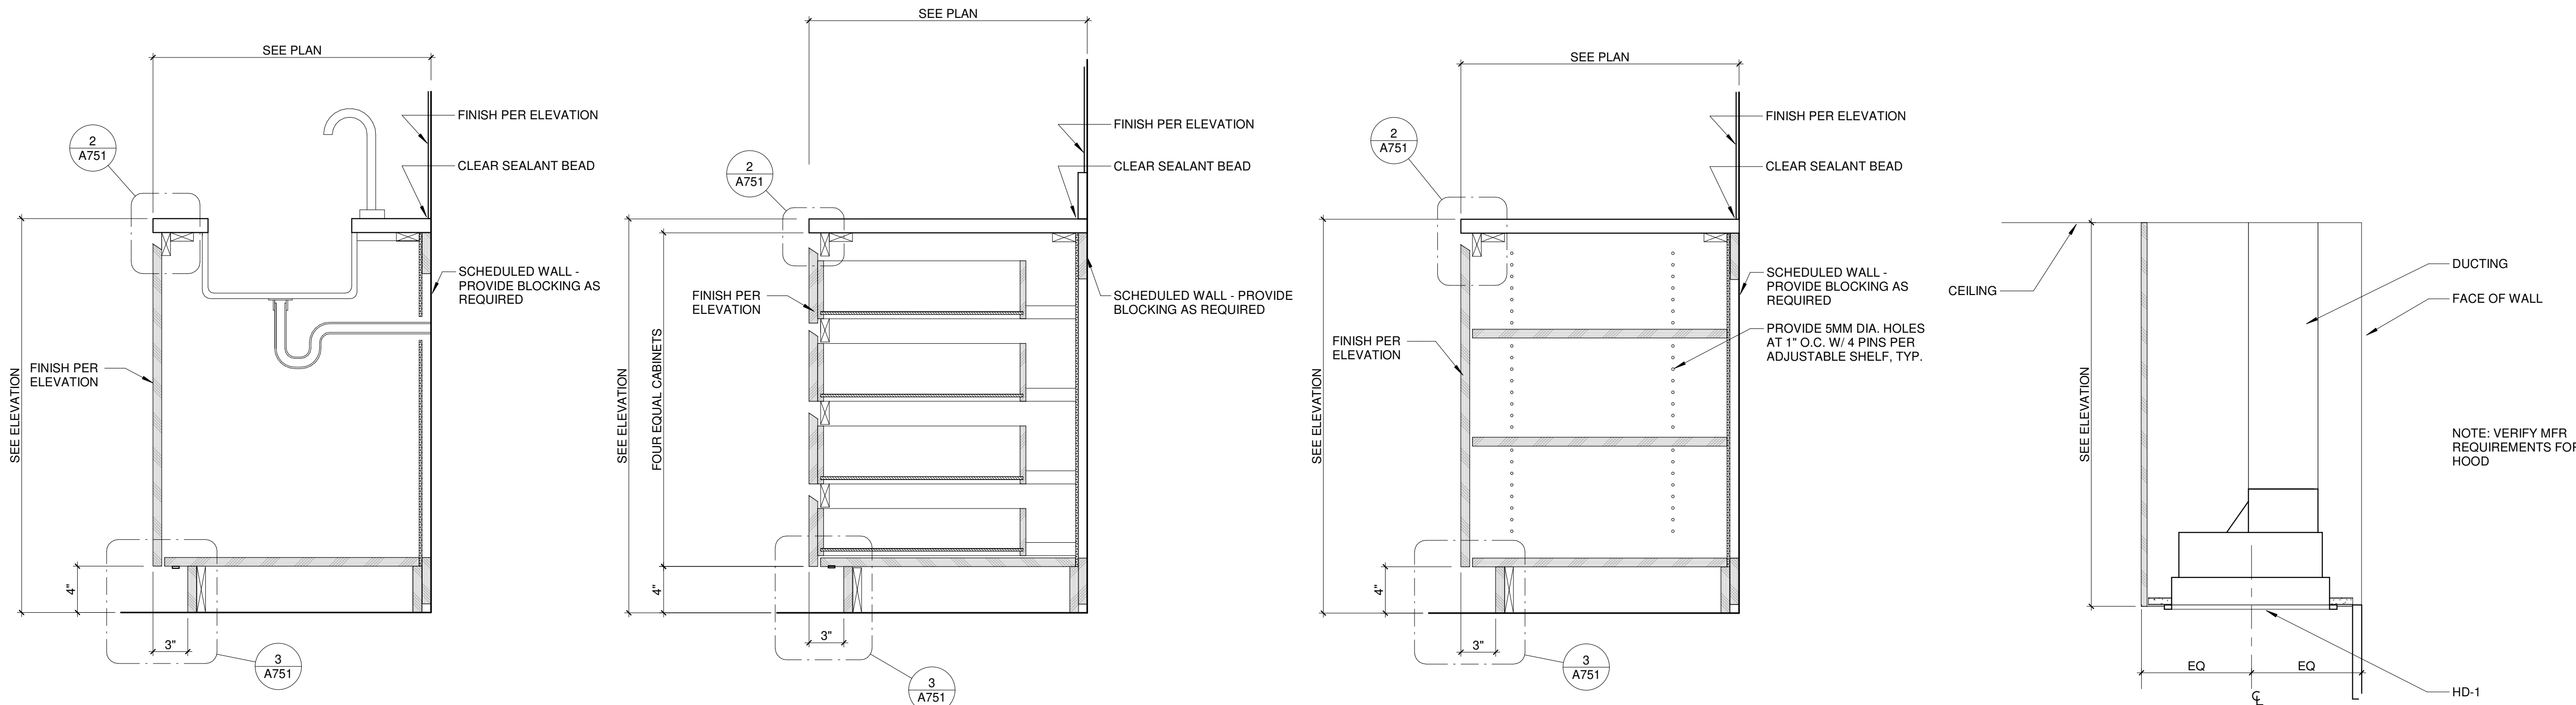 SEE PLAN
2
A751
FINISH PER ELEVATION
CLEAR SEALANT BEAD
SCHEDULED WALL -
PROVIDE BLOCKING AS
REQUIRED
FINISH PER
ELEVATION
SEE ELEVATION
4"
3"
3
A751
SEE PLAN
2
A751
FINISH PER ELEVATION
CLEAR SEALANT BEAD
FINISH PER
ELEVATION
SCHEDULED WALL - PROVIDE
BLOCKING AS REQUIRED
SEE ELEVATION
FOUR EQUAL CABINETS
4"
3"
3
A751
SEE PLAN
2
A751
FINISH PER ELEVATION
CLEAR SEALANT BEAD
SCHEDULED WALL -
PROVIDE BLOCKING AS
REQUIRED
PROVIDE 5MM DIA. HOLES
AT 1" O.C. W/ 4 PINS PER
ADJUSTABLE SHELF, TYP.
FINISH PER
ELEVATION
SEE ELEVATION
4"
3"
3
A751
CEILING
DUCTING
FACE OF WALL
SEE ELEVATION
NOTE: VERIFY MFR
REQUIREMENTS FOR
HOOD
EQ
EQ
HD-1
℄